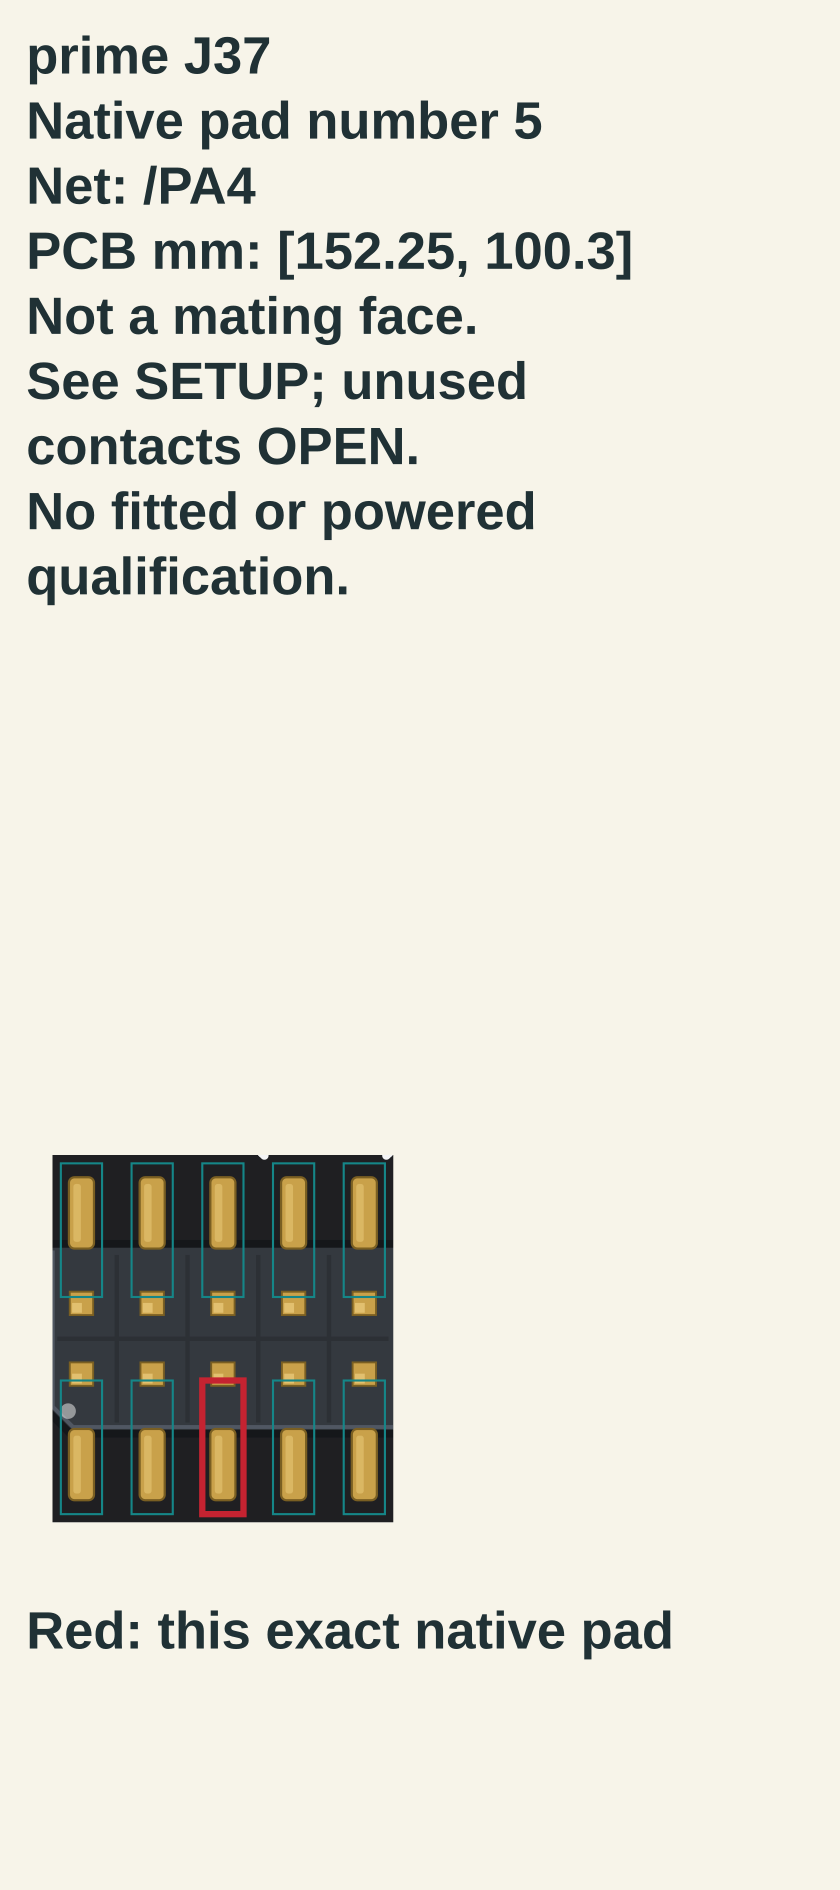 prime J37
Native pad number 5
Net: /PA4
PCB mm: [152.25, 100.3]
Not a mating face.
See SETUP; unused
contacts OPEN.
No fitted or powered
qualification.
Red: this exact native pad